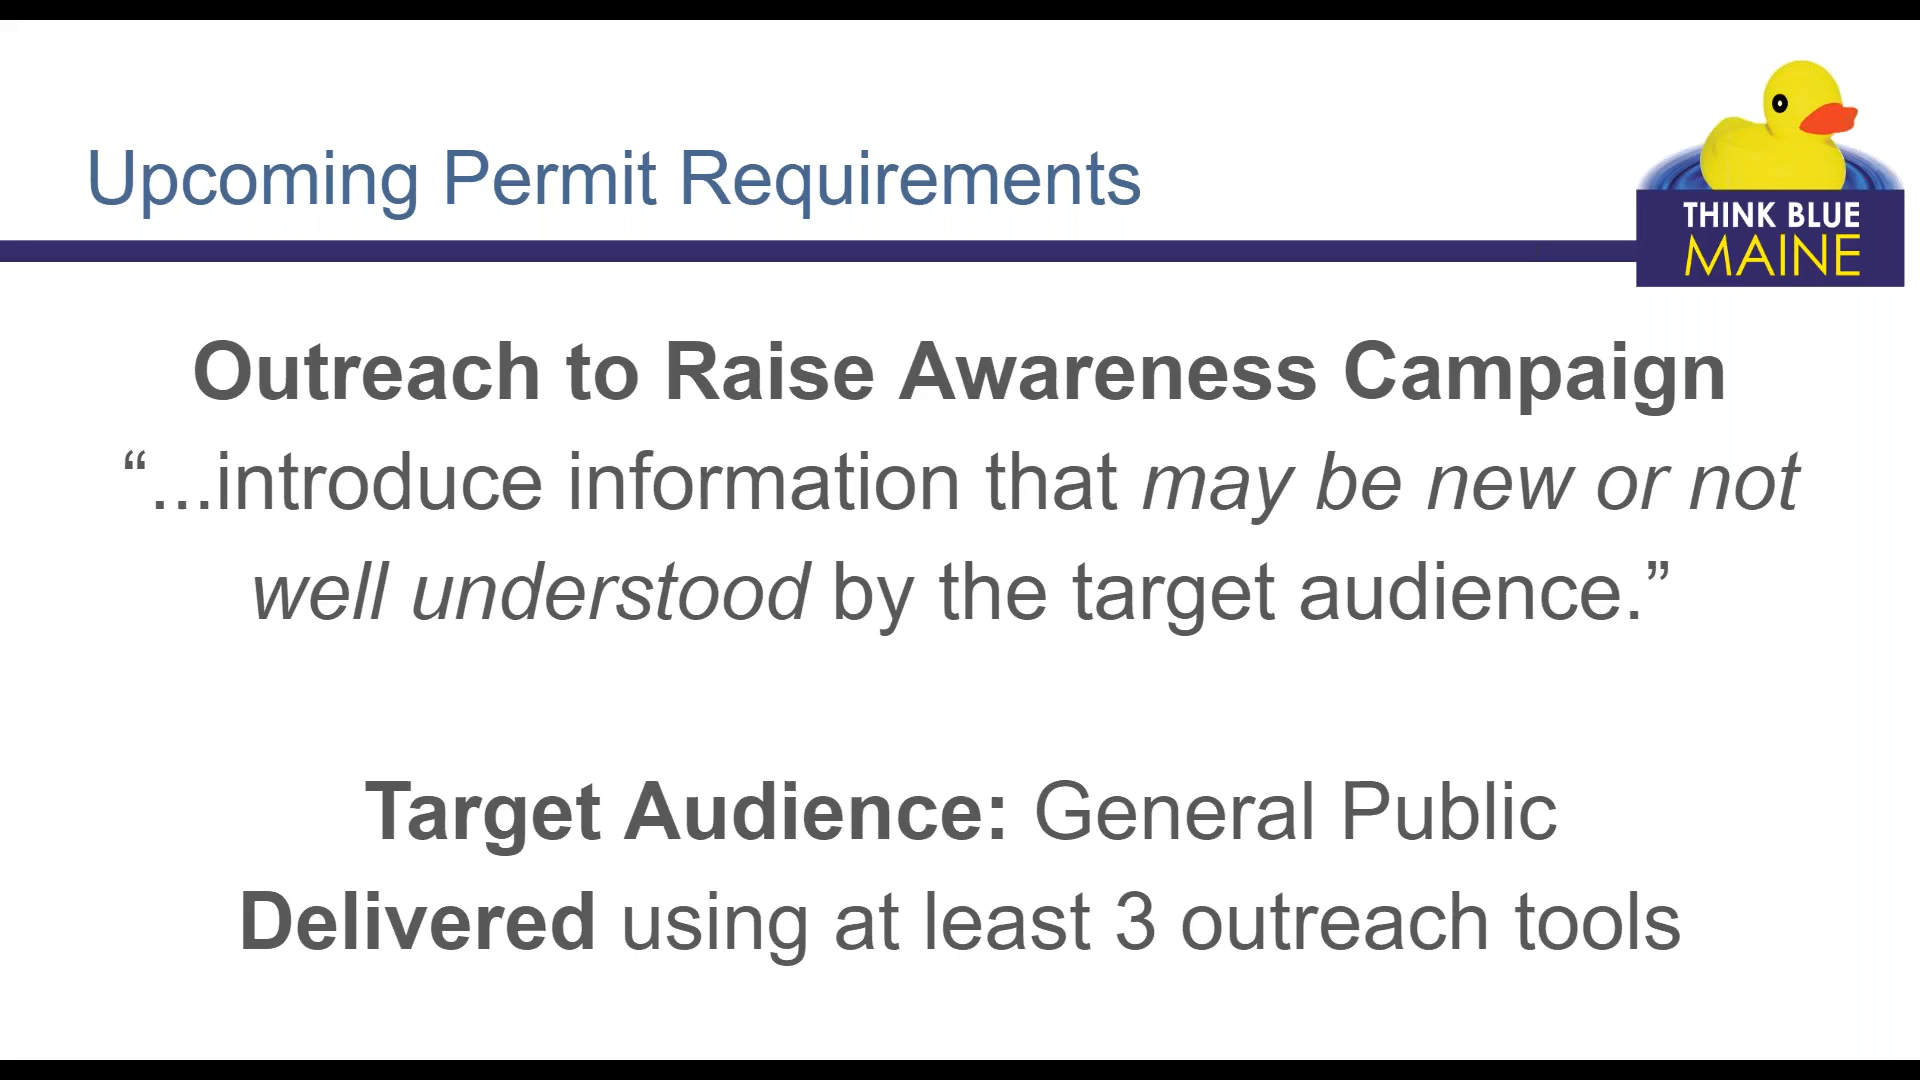 Upcoming Permit Requirements
THINK BLUE
MAINE
Outreach to Raise Awareness Campaign
“...introduce information that may be new or not
well understood by the target audience.”
Target Audience: General Public
Delivered using at least 3 outreach tools